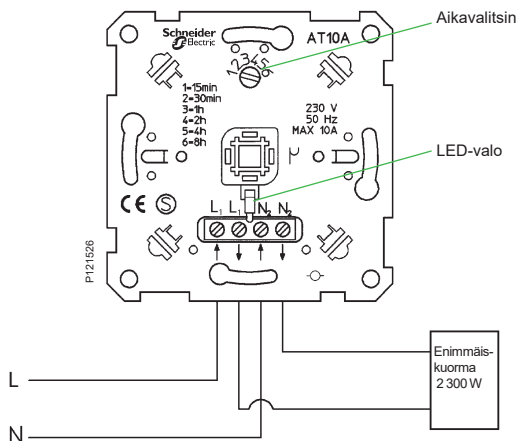 Aikavalitsin
Schneider
Electric
AT10A
1 2 3 4 5 6
1=15min
2=30min
3=1h
4=2h
5=4h
6=8h
230 V
50 Hz
MAX 10A
LED-valo
CE S
L1 L1 N2 N2
P121526
Enimmäis-
kuorma
2 300 W
L
N